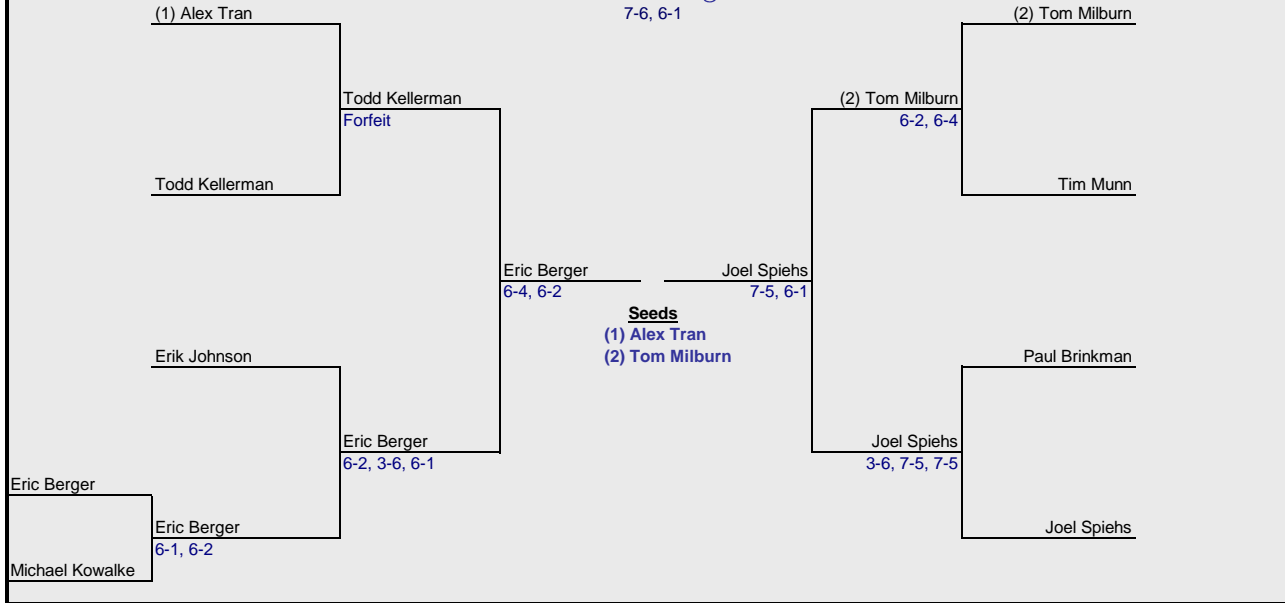 7-6, 6-1
(1) Alex Tran
(2) Tom Milburn
Todd Kellerman
Forfeit
(2) Tom Milburn
6-2, 6-4
Todd Kellerman
Tim Munn
Eric Berger
6-4, 6-2
Joel Spiehs
7-5, 6-1
Seeds
(1) Alex Tran
(2) Tom Milburn
Erik Johnson
Paul Brinkman
Eric Berger
6-2, 3-6, 6-1
Joel Spiehs
3-6, 7-5, 7-5
Eric Berger
Eric Berger
6-1, 6-2
Joel Spiehs
Michael Kowalke